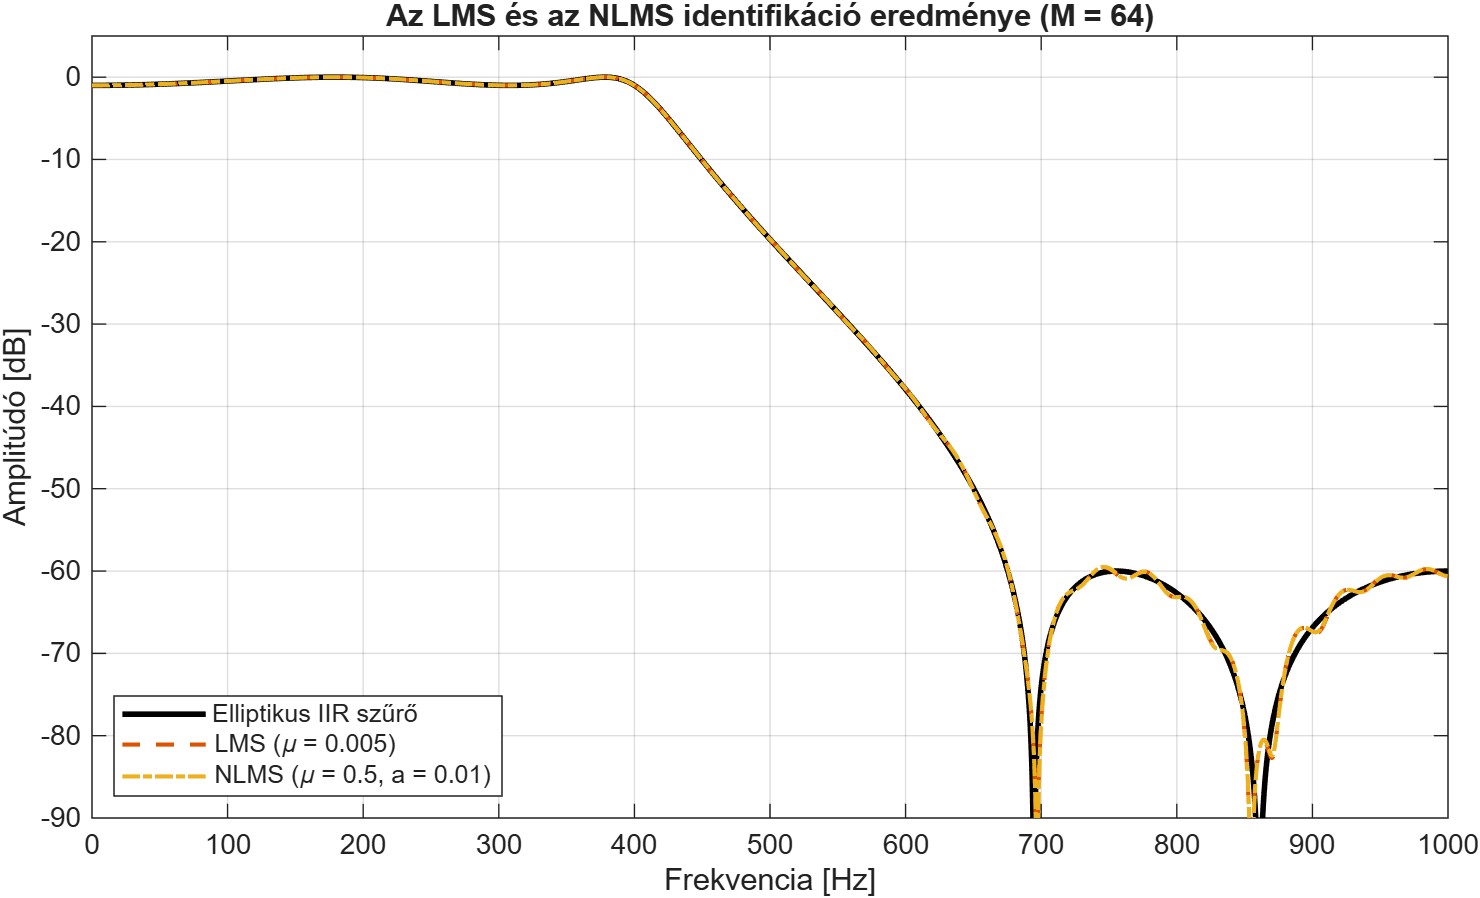 Az LMS és az NLMS identifikáció eredménye (M = 64)
Amplitúdó [dB]
0
-10
-20
-30
-40
-50
-60
-70
-80
-90
Elliptikus IIR szűrő
LMS (μ = 0.005)
NLMS (μ = 0.5, a = 0.01)
0 100 200 300 400 500 600 700 800 900 1000
Frekvencia [Hz]